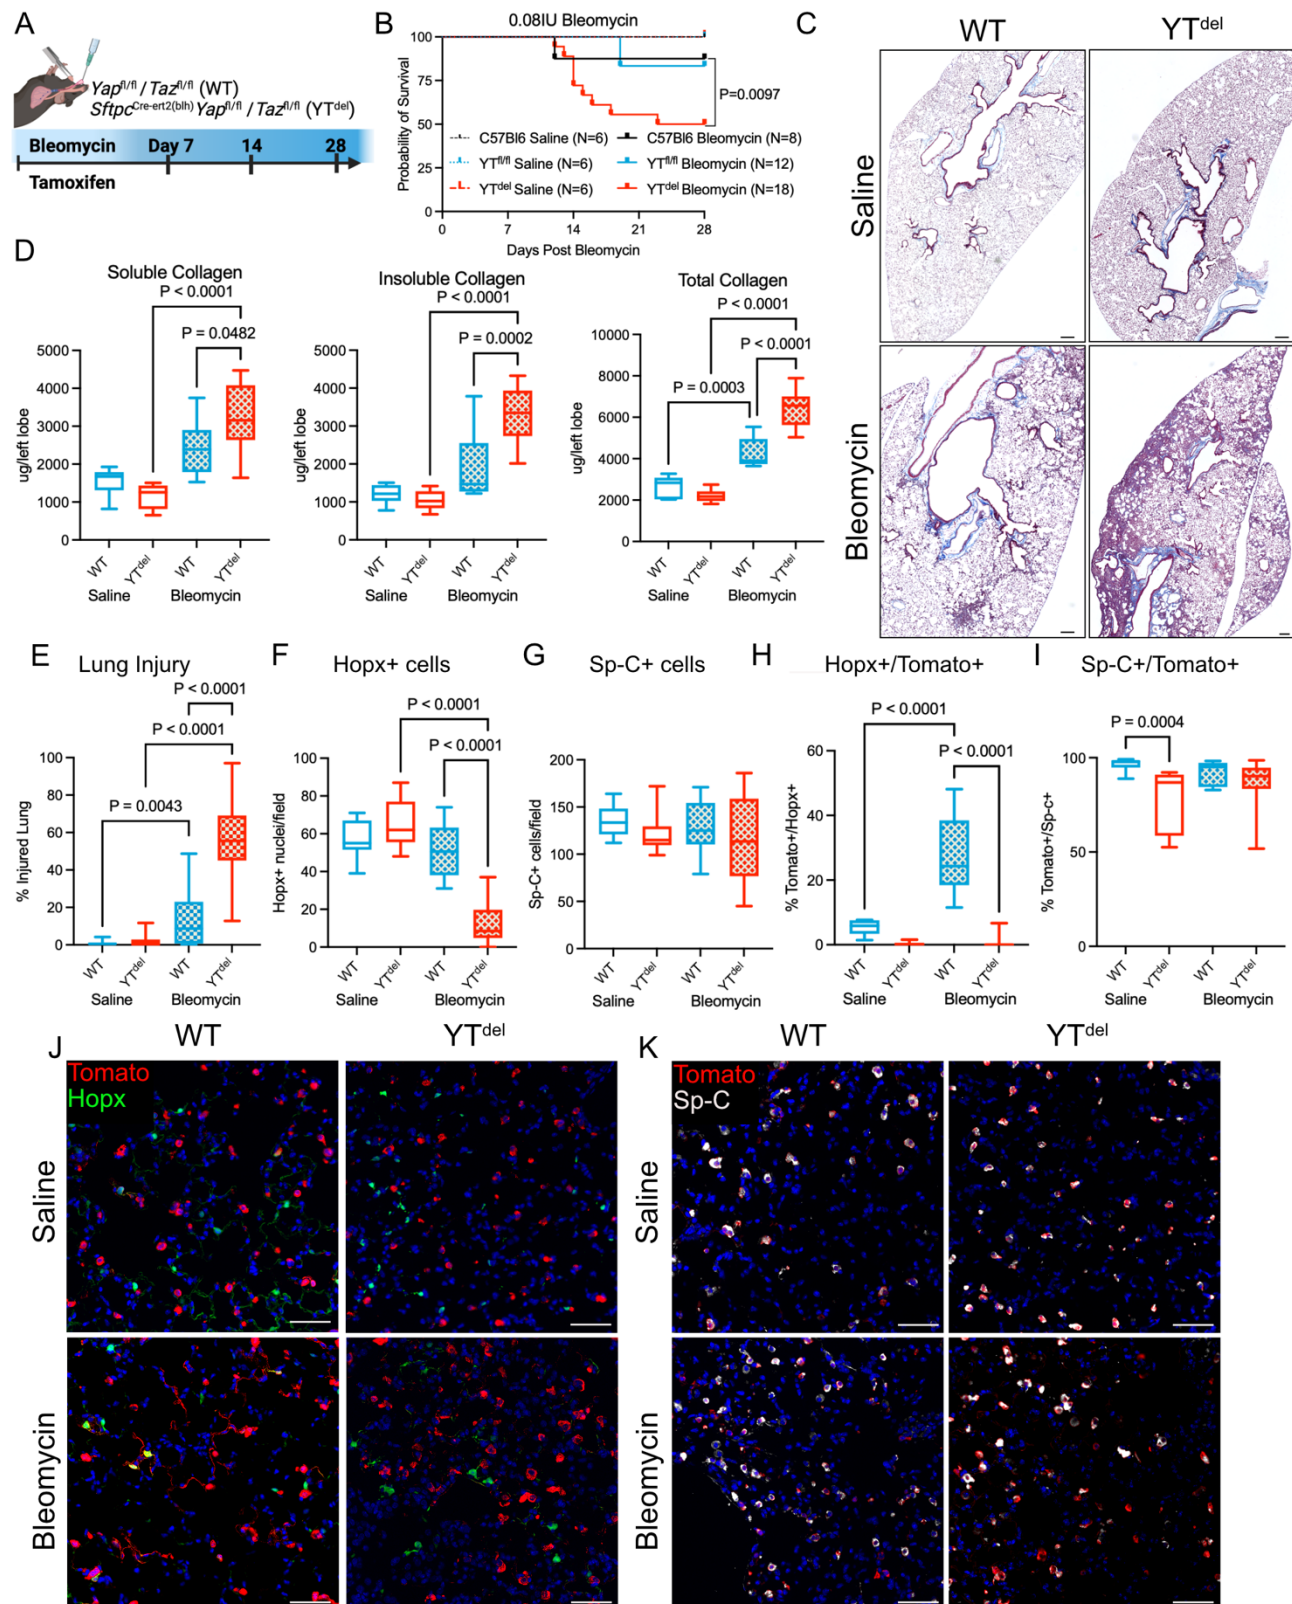 A
Yap^fl/fl / Taz^fl/fl (WT)
Sftpc^Cre-ert2(blh) Yap^fl/fl / Taz^fl/fl (YT^del)
Bleomycin Day 7 14 28
Tamoxifen
B
0.08IU Bleomycin
Probability of Survival
100
75
50
25
0
P=0.0097
C57Bl6 Saline (N=6)
C57Bl6 Bleomycin (N=8)
YT^fl/fl Saline (N=6)
YT^fl/fl Bleomycin (N=12)
YT^del Saline (N=6)
YT^del Bleomycin (N=18)
0 7 14 21 28
Days Post Bleomycin
C
WT
YT^del
Saline
Bleomycin
D
Soluble Collagen
P < 0.0001
P = 0.0482
ug/left lobe
5000
4000
3000
2000
1000
0
WT YT^del WT YT^del
Saline Bleomycin
Insoluble Collagen
P < 0.0001
P = 0.0002
ug/left lobe
5000
4000
3000
2000
1000
0
WT YT^del WT YT^del
Saline Bleomycin
Total Collagen
P < 0.0001
P < 0.0001
P = 0.0003
ug/left lobe
10000
8000
6000
4000
2000
0
WT YT^del WT YT^del
Saline Bleomycin
E
Lung Injury
P < 0.0001
P < 0.0001
P = 0.0043
% Injured Lung
100
80
60
40
20
0
WT YT^del WT YT^del
Saline Bleomycin
F
Hopx+ cells
P < 0.0001
P < 0.0001
Hopx+ nuclei/field
100
80
60
40
20
0
WT YT^del WT YT^del
Saline Bleomycin
G
Sp-C+ cells
Sp-C+ cells/field
200
150
100
50
0
WT YT^del WT YT^del
Saline Bleomycin
H
Hopx+/Tomato+
P < 0.0001
P < 0.0001
% Tomato+/Hopx+
60
40
20
0
WT YT^del WT YT^del
Saline Bleomycin
I
Sp-C+/Tomato+
P = 0.0004
% Tomato+/Sp-c+
100
50
0
WT YT^del WT YT^del
Saline Bleomycin
J
WT
YT^del
Tomato
Hopx
Saline
Bleomycin
K
WT
YT^del
Tomato
Sp-C
Saline
Bleomycin